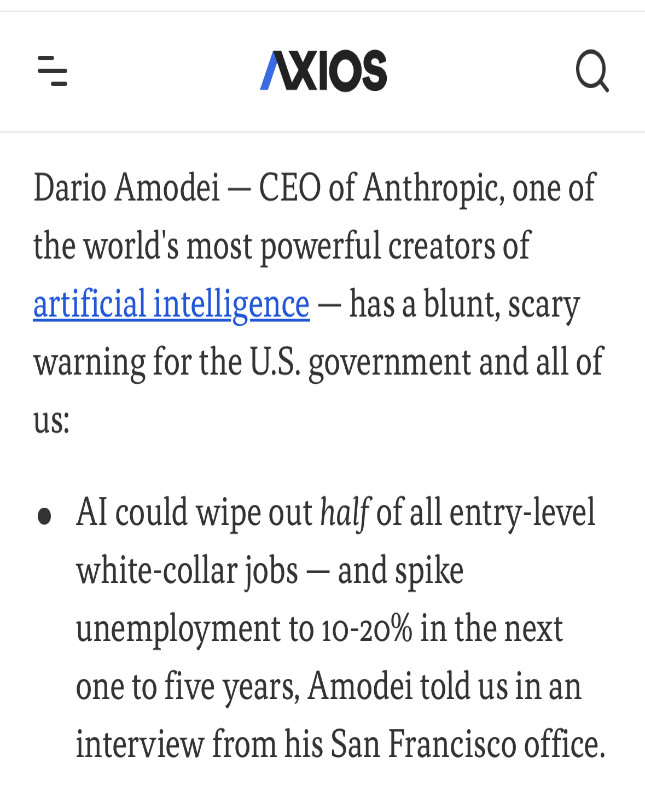 AXIOS
Dario Amodei — CEO of Anthropic, one of
the world's most powerful creators of
artificial intelligence — has a blunt, scary
warning for the U.S. government and all of
us:
• AI could wipe out half of all entry-level
white-collar jobs — and spike
unemployment to 10-20% in the next
one to five years, Amodei told us in an
interview from his San Francisco office.